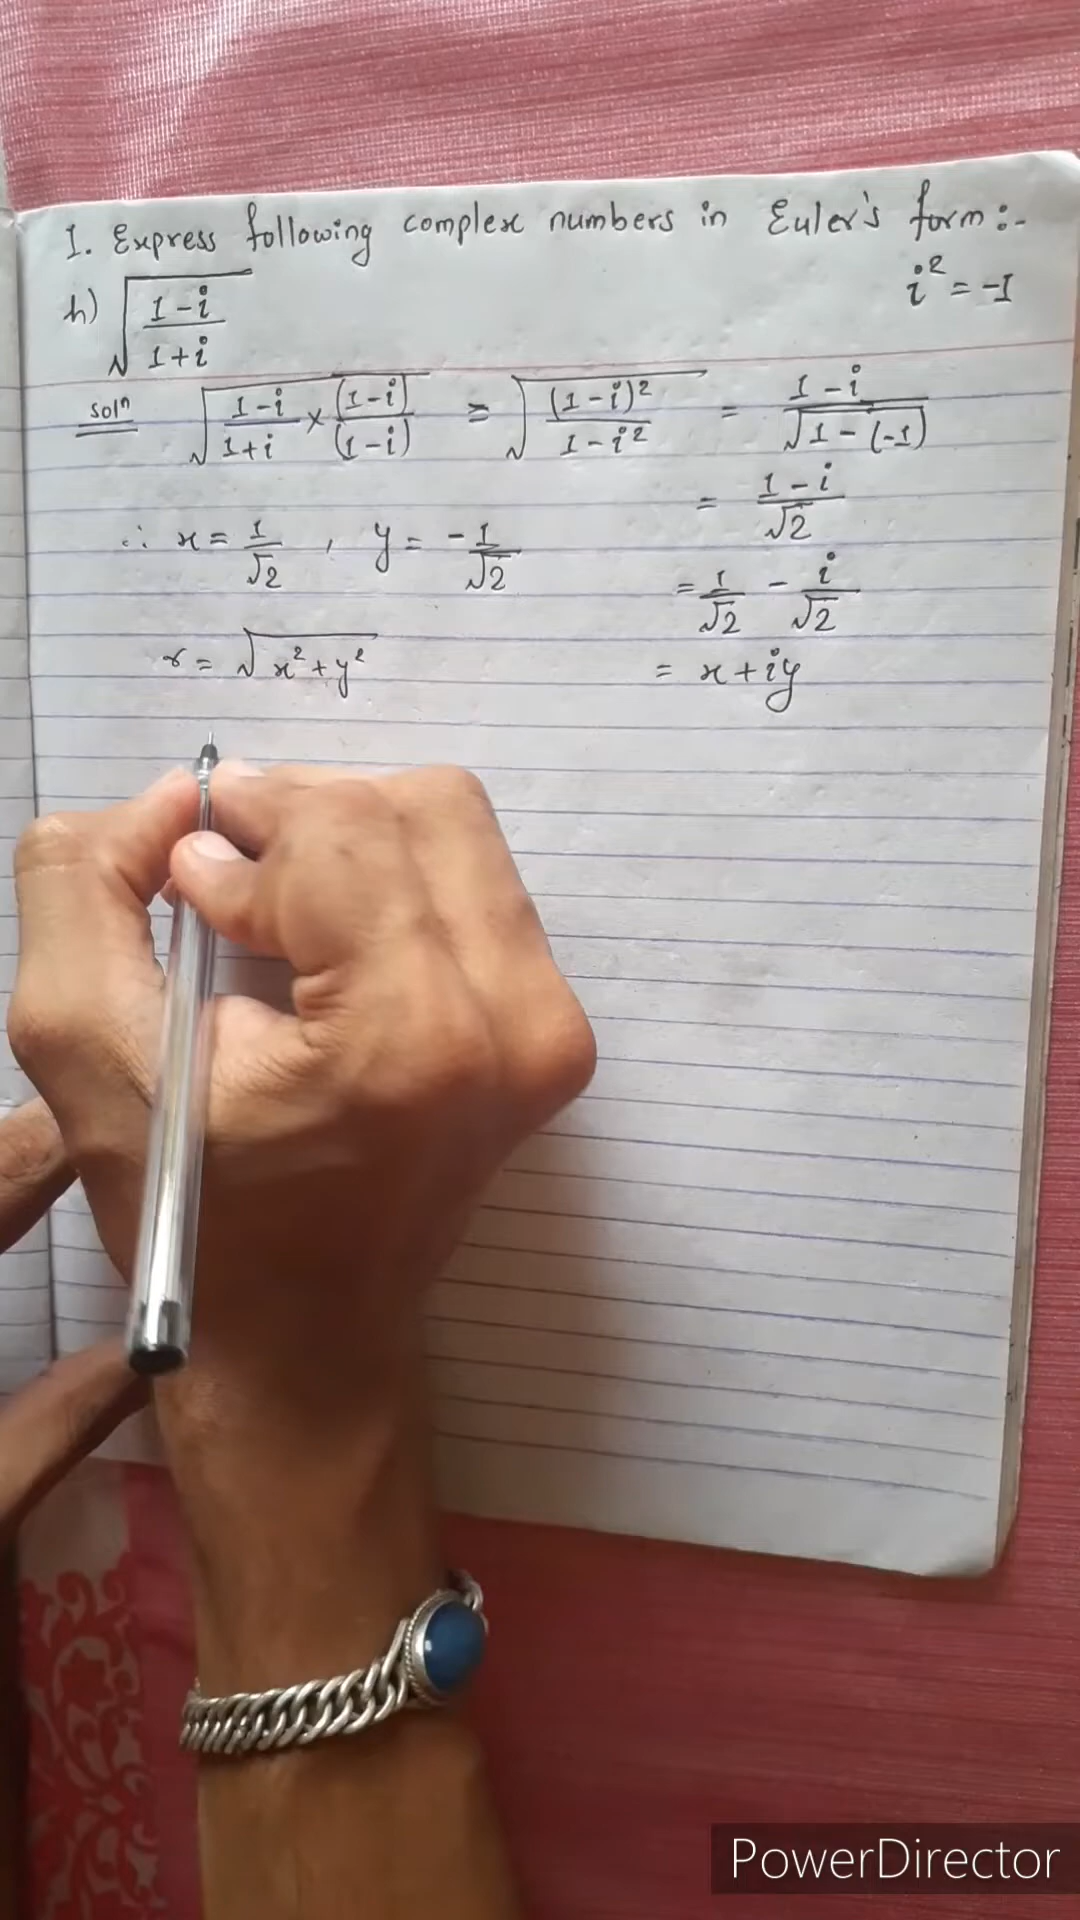 1. Express following complex numbers in Euler's form :-
h) √((1-i)/(1+i))
i² = -1
solⁿ √((1-i)/(1+i) × (1-i)/(1-i)) = √((1-i)²/(1-i²)) = (1-i)/√(1-(-1))
= (1-i)/√2
∴ x = 1/√2 , y = -1/√2
= 1/√2 - i/√2
r = √(x²+y²)
= x+iy
PowerDirector